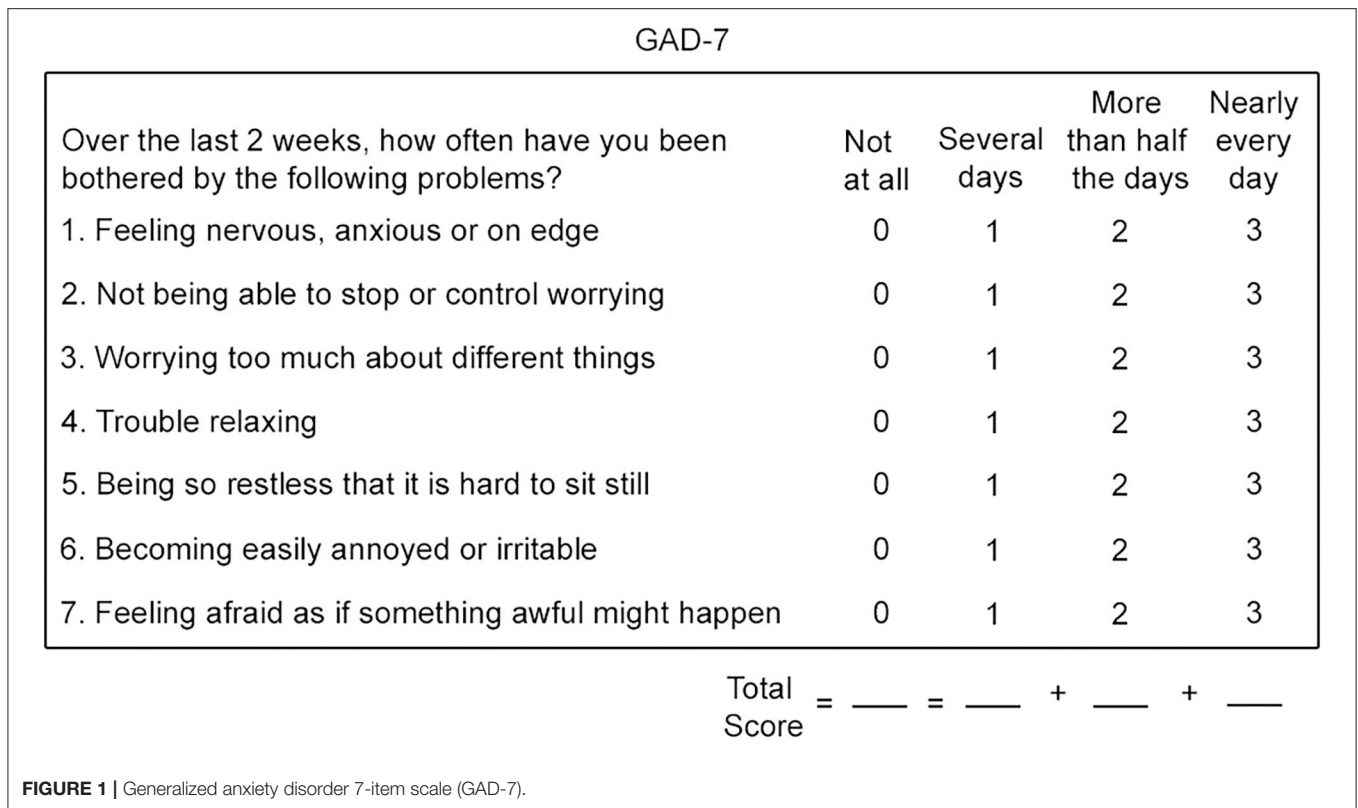 GAD-7
Over the last 2 weeks, how often have you been
bothered by the following problems?
Not
at all
Several
days
More
than half
the days
Nearly
every
day
1. Feeling nervous, anxious or on edge 0 1 2 3
2. Not being able to stop or control worrying 0 1 2 3
3. Worrying too much about different things 0 1 2 3
4. Trouble relaxing 0 1 2 3
5. Being so restless that it is hard to sit still 0 1 2 3
6. Becoming easily annoyed or irritable 0 1 2 3
7. Feeling afraid as if something awful might happen 0 1 2 3
Total
Score
= ___ = ___ + ___ + ___
FIGURE 1 | Generalized anxiety disorder 7-item scale (GAD-7).